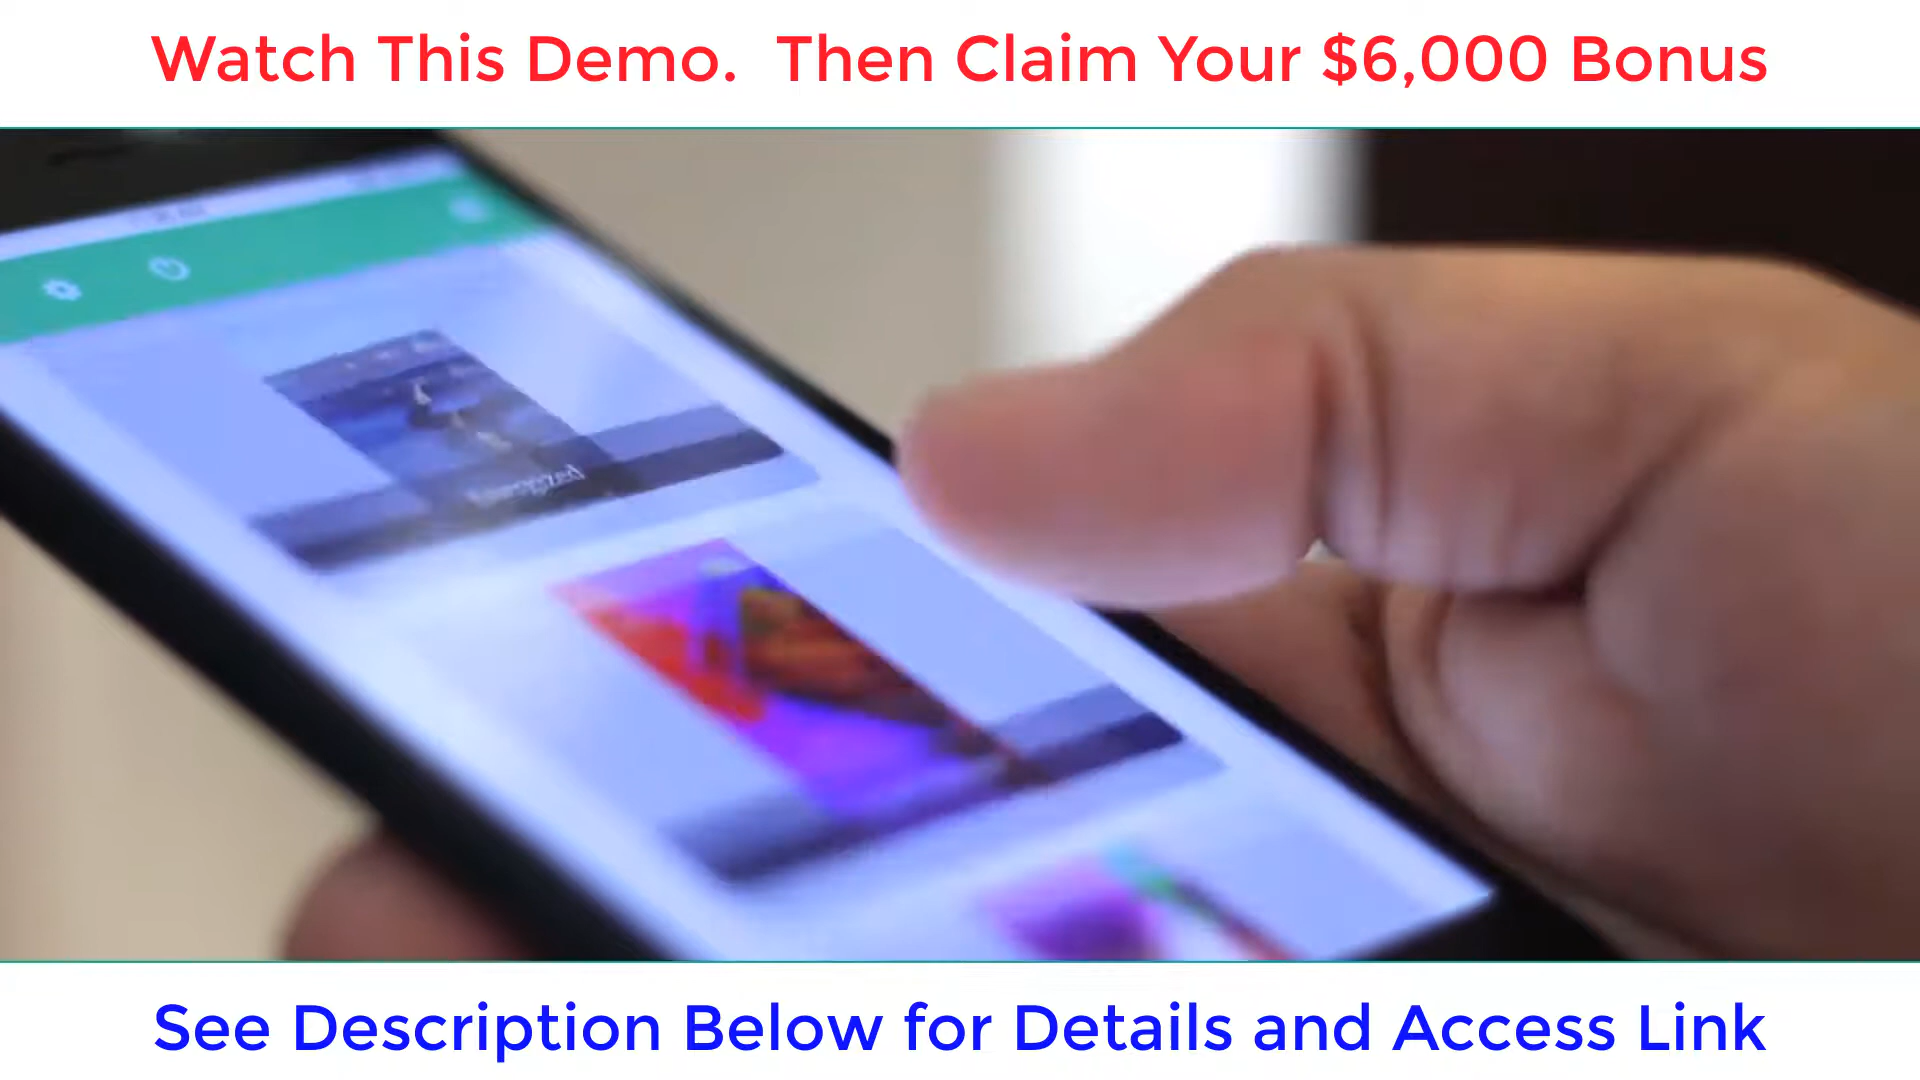 Watch This Demo. Then Claim Your $6,000 Bonus
See Description Below for Details and Access Link